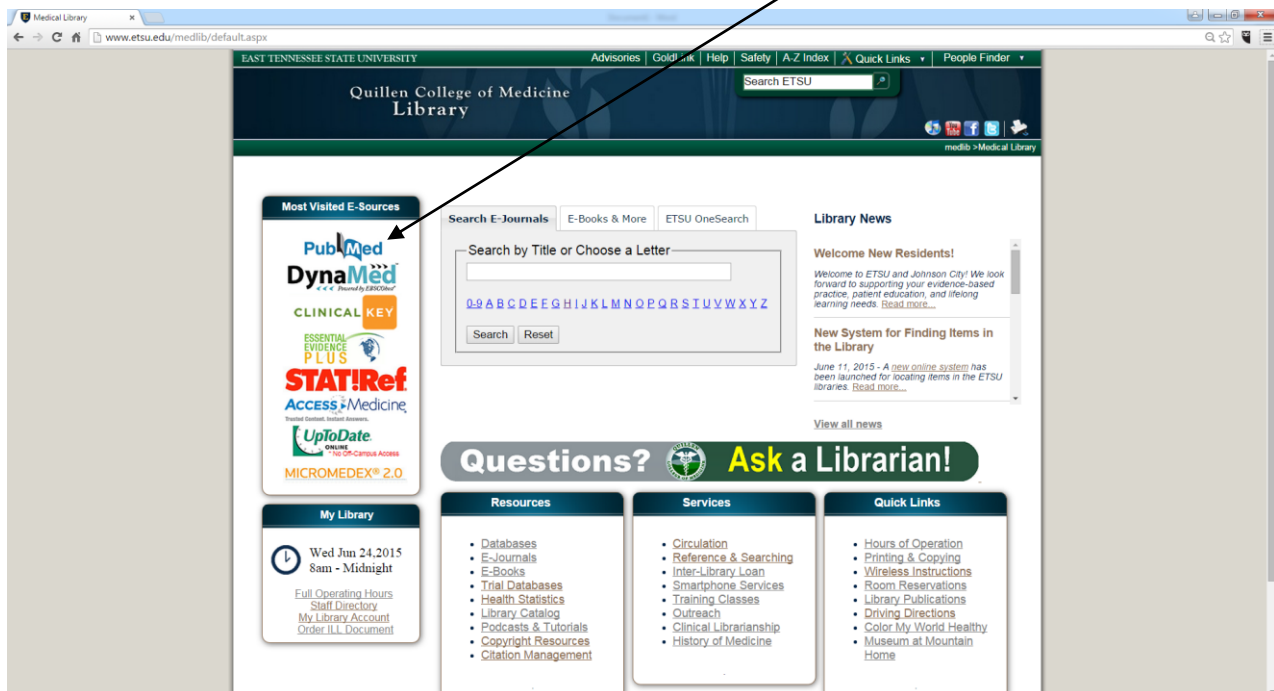 Medical Library
www.etsu.edu/medlib/default.aspx
EAST TENNESSEE STATE UNIVERSITY
Advisories | GoldLink | Help | Safety | A-Z Index | Quick Links | People Finder
Quillen College of Medicine
Library
Search ETSU
medlib >Medical Library
Most Visited E-Sources
PubMed
DynaMed
Powered by EBSCOhost
CLINICAL KEY
ESSENTIAL
EVIDENCE
PLUS
STAT!Ref
ACCESS Medicine
Trusted Content. Instant Answers.
UpToDate
ONLINE
* No Off-Campus Access
MICROMEDEX® 2.0
My Library
Wed Jun 24,2015
8am - Midnight
Full Operating Hours
Staff Directory
My Library Account
Order ILL Document
Search E-Journals
E-Books & More
ETSU OneSearch
Search by Title or Choose a Letter
0-9 A B C D E F G H I J K L M N O P Q R S T U V W X Y Z
Search Reset
Library News
Welcome New Residents!
Welcome to ETSU and Johnson City! We look
forward to supporting your evidence-based
practice, patient education, and lifelong
learning needs. Read more...
New System for Finding Items in
the Library
June 11, 2015 - A new online system has
been launched for locating items in the ETSU
libraries. Read more...
View all news
Questions? Ask a Librarian!
Resources
Databases
E-Journals
E-Books
Trial Databases
Health Statistics
Library Catalog
Podcasts & Tutorials
Copyright Resources
Citation Management
Services
Circulation
Reference & Searching
Inter-Library Loan
Smartphone Services
Training Classes
Outreach
Clinical Librarianship
History of Medicine
Quick Links
Hours of Operation
Printing & Copying
Wireless Instructions
Room Reservations
Library Publications
Driving Directions
Color My World Healthy
Museum at Mountain
Home